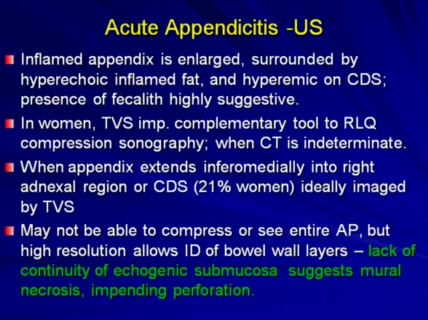 Acute Appendicitis -US
Inflamed appendix is enlarged, surrounded by
hyperechoic inflamed fat, and hyperemic on CDS;
presence of fecalith highly suggestive.
In women, TVS imp. complementary tool to RLQ
compression sonography; when CT is indeterminate.
When appendix extends inferomedially into right
adnexal region or CDS (21% women) ideally imaged
by TVS
May not be able to compress or see entire AP, but
high resolution allows ID of bowel wall layers – lack of
continuity of echogenic submucosa suggests mural
necrosis, impending perforation.